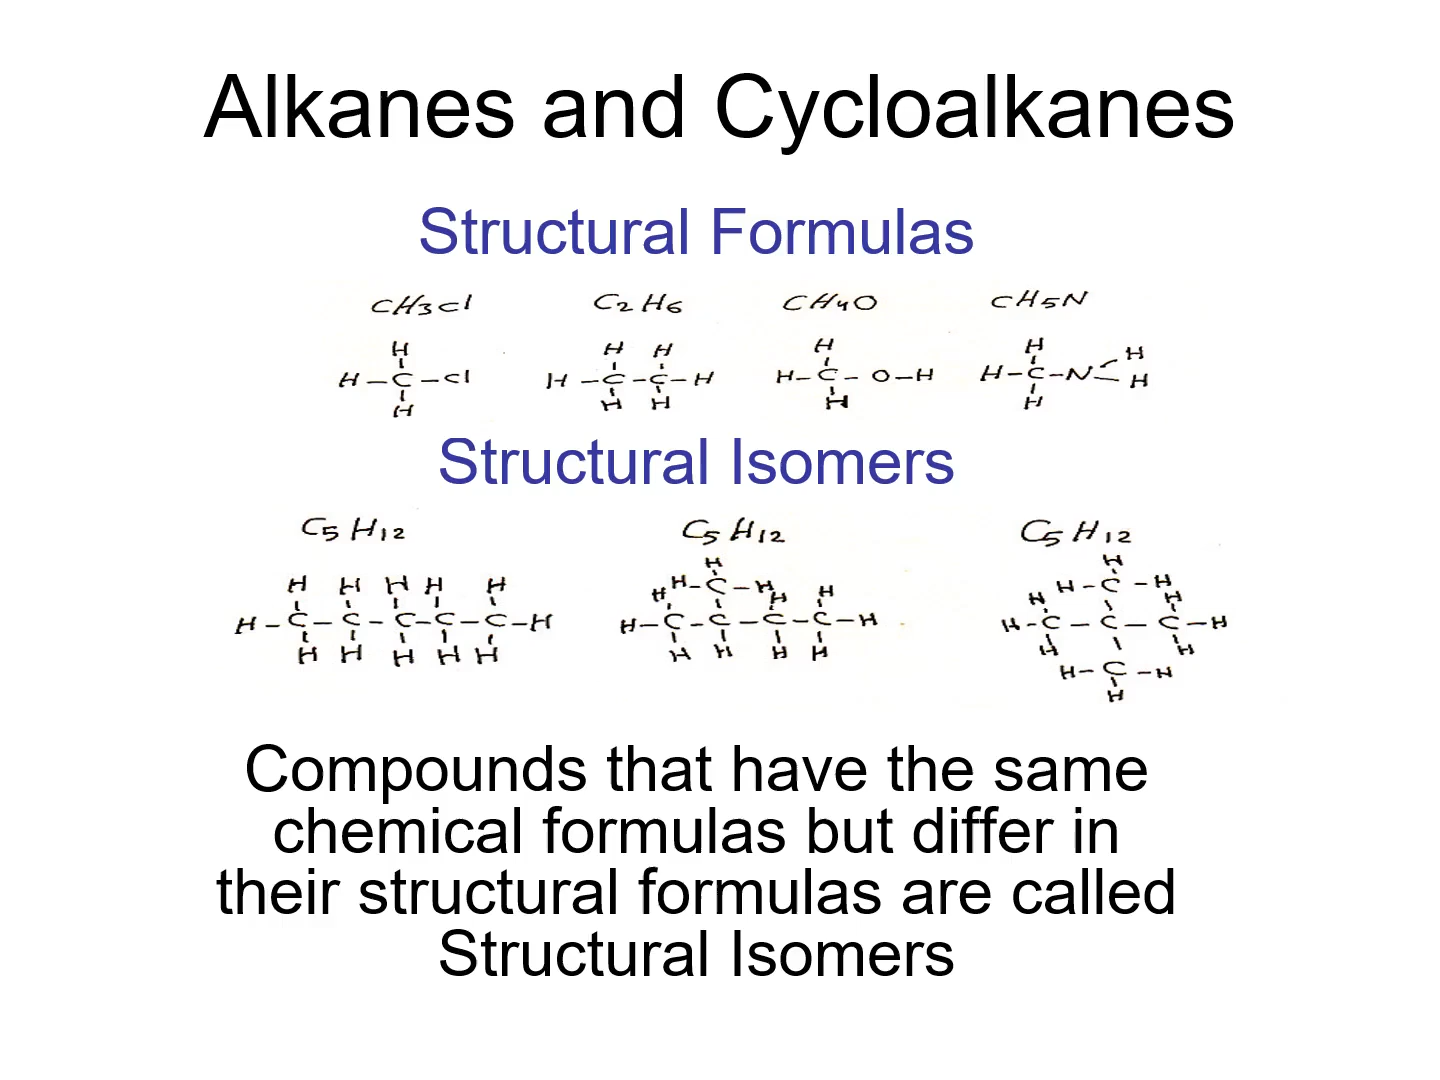 Alkanes and Cycloalkanes
Structural Formulas
CH3Cl C2H6 CH4O CH5N
H H H H H H
H-C-Cl H-C-C-H H-C-O-H H-C-N H
H H H H H
Structural Isomers
C5H12 C5H12 C5H12
H H
H-C-H H-C-H
H H H H H H H H H H
H-C-C-C-C-C-H H-C-C-C-C-H H-C-C-C-H
H H H H H H H H H H H
H-C-H
H
Compounds that have the same
chemical formulas but differ in
their structural formulas are called
Structural Isomers